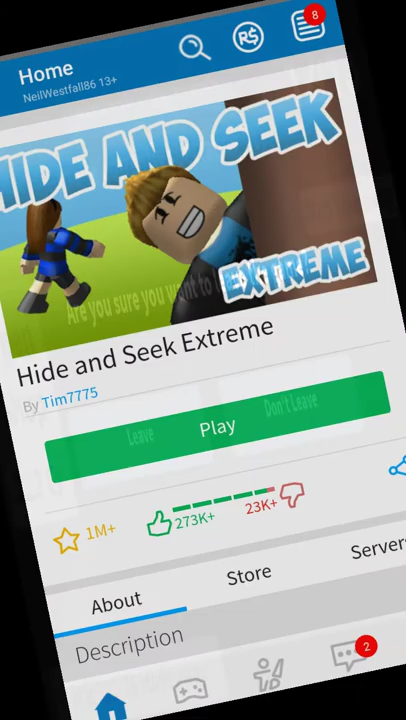 Home
8
NeilWestfall86 13+
R$
HIDE AND SEEK
EXTREME
Are you sure you want to
Hide and Seek Extreme
By Tim7775
Play
Leave
Don't Leave
1M+
273K+
23K+
About
Store
Servers
Description
2